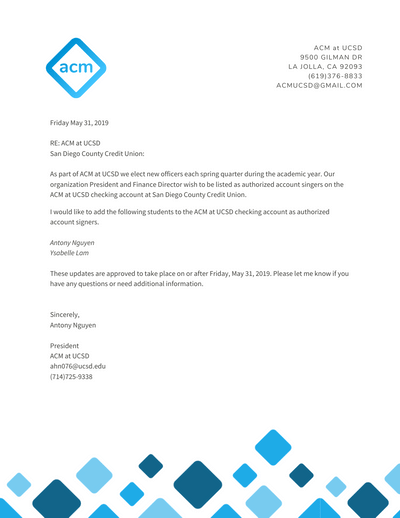 acm
ACM at UCSD
9500 GILMAN DR
LA JOLLA, CA 92093
(619)376-8833
ACMUCSD@GMAIL.COM
Friday May 31, 2019
RE: ACM at UCSD
San Diego County Credit Union:
As part of ACM at UCSD we elect new officers each spring quarter during the academic year. Our
organization President and Finance Director wish to be listed as authorized account singers on the
ACM at UCSD checking account at San Diego County Credit Union.
I would like to add the following students to the ACM at UCSD checking account as authorized
account signers.
Antony Nguyen
Ysabelle Lam
These updates are approved to take place on or after Friday, May 31, 2019. Please let me know if you
have any questions or need additional information.
Sincerely,
Antony Nguyen
President
ACM at UCSD
ahn076@ucsd.edu
(714)725-9338